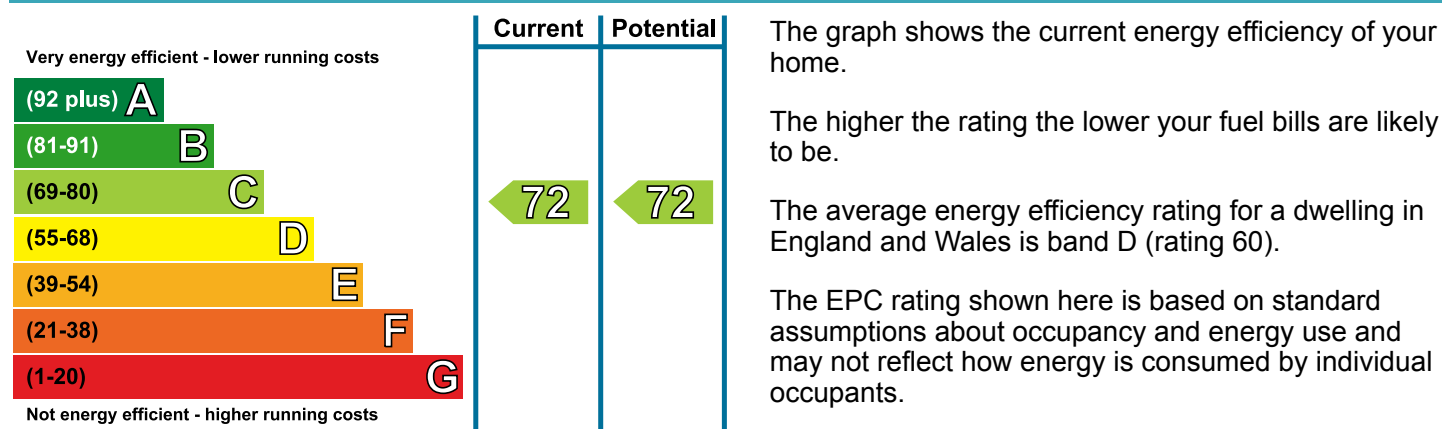 Current Potential
Very energy efficient - lower running costs
(92 plus) A
(81-91) B
(69-80) C
72 72
(55-68) D
(39-54) E
(21-38) F
(1-20) G
Not energy efficient - higher running costs
The graph shows the current energy efficiency of your
home.
The higher the rating the lower your fuel bills are likely
to be.
The average energy efficiency rating for a dwelling in
England and Wales is band D (rating 60).
The EPC rating shown here is based on standard
assumptions about occupancy and energy use and
may not reflect how energy is consumed by individual
occupants.